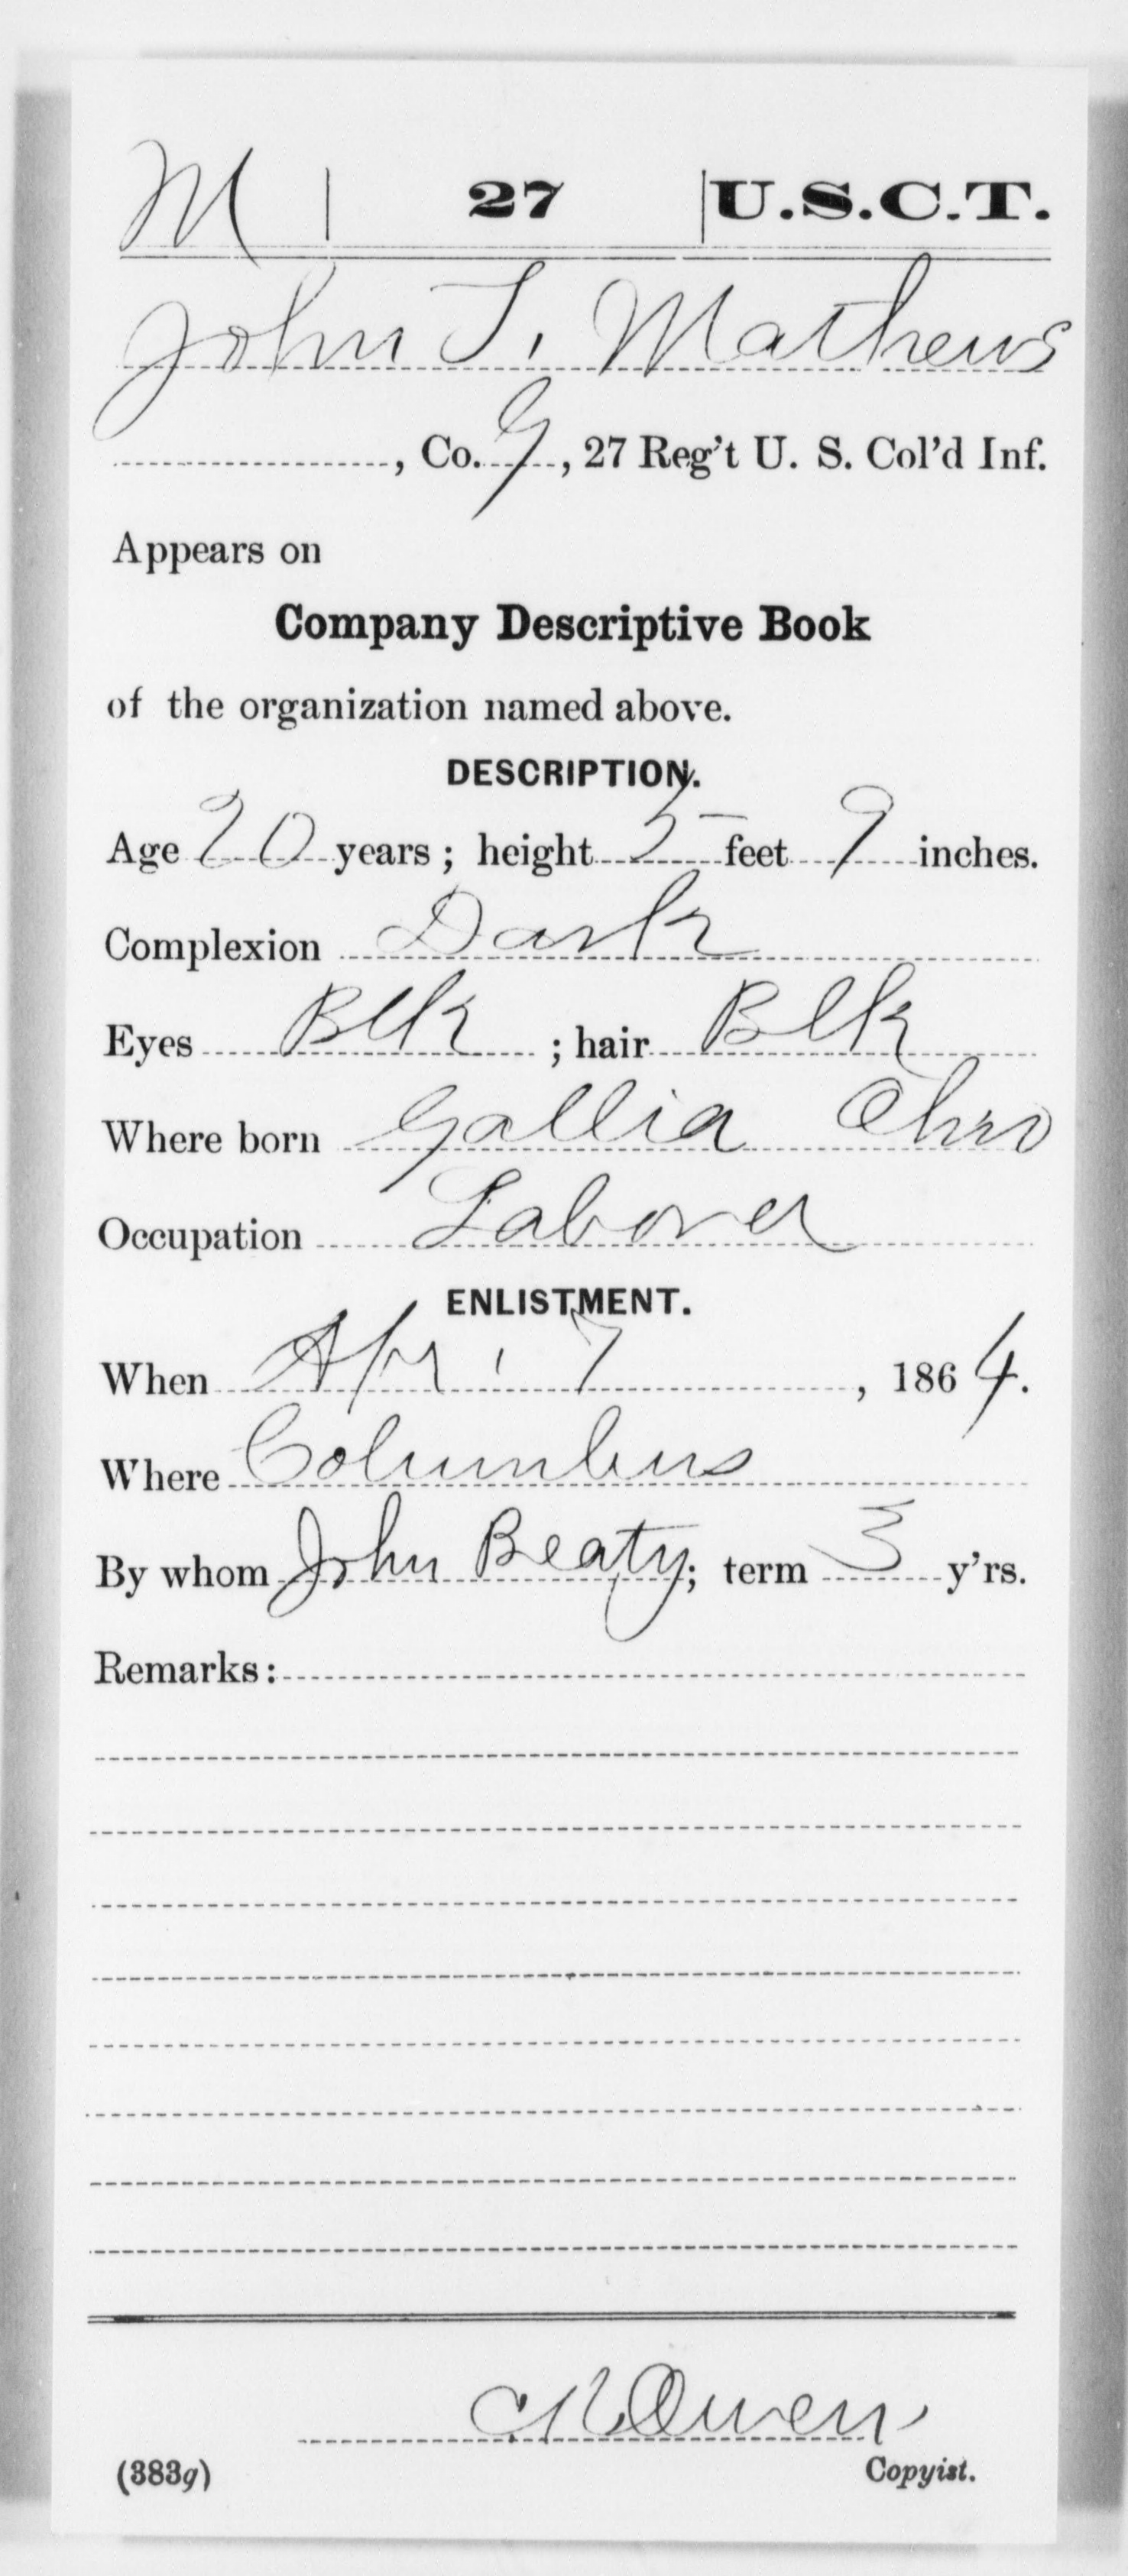 M | 27 | U.S.C.T.
John T. Mathews
, Co. G, 27 Reg't U. S. Col'd Inf.
Appears on
Company Descriptive Book
of the organization named above.
DESCRIPTION.
Age 20 years; height 5 feet 9 inches.
Complexion Dark
Eyes Blk ; hair Blk
Where born Gallia Ohio
Occupation Laborer
ENLISTMENT.
When Apr. 7, 1864.
Where Columbus
By whom John Beaty; term 3 y'rs.
Remarks:
Owen
(383g) Copyist.